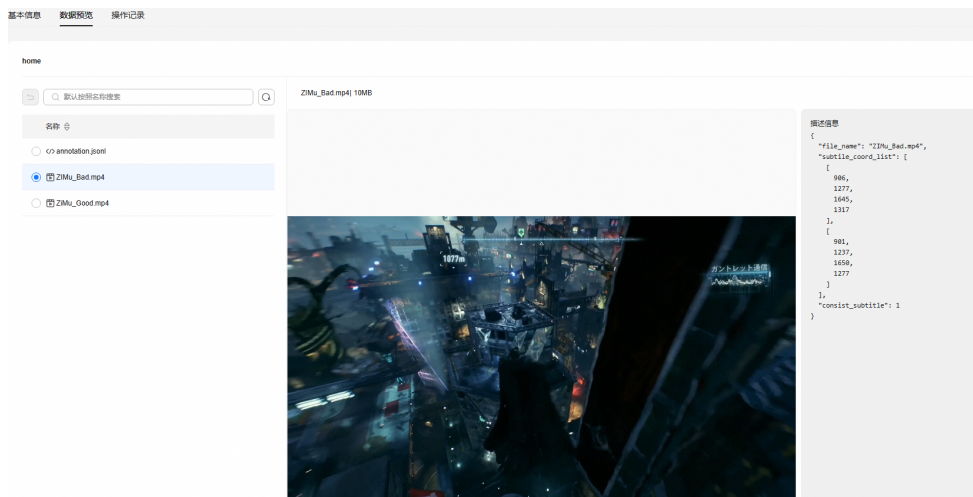 基本信息 数据预览 操作记录
home
默认按照名称搜索
名称
</> annotation.jsonl
ZIMu_Bad.mp4
ZIMu_Good.mp4
ZIMu_Bad.mp4| 10MB
1077m
ガントレット通信
描述信息
{
"file_name": "ZIMu_Bad.mp4",
"subtile_coord_list": [
[
906,
1277,
1645,
1317
],
[
901,
1237,
1650,
1277
]
],
"consist_subtitle": 1
}